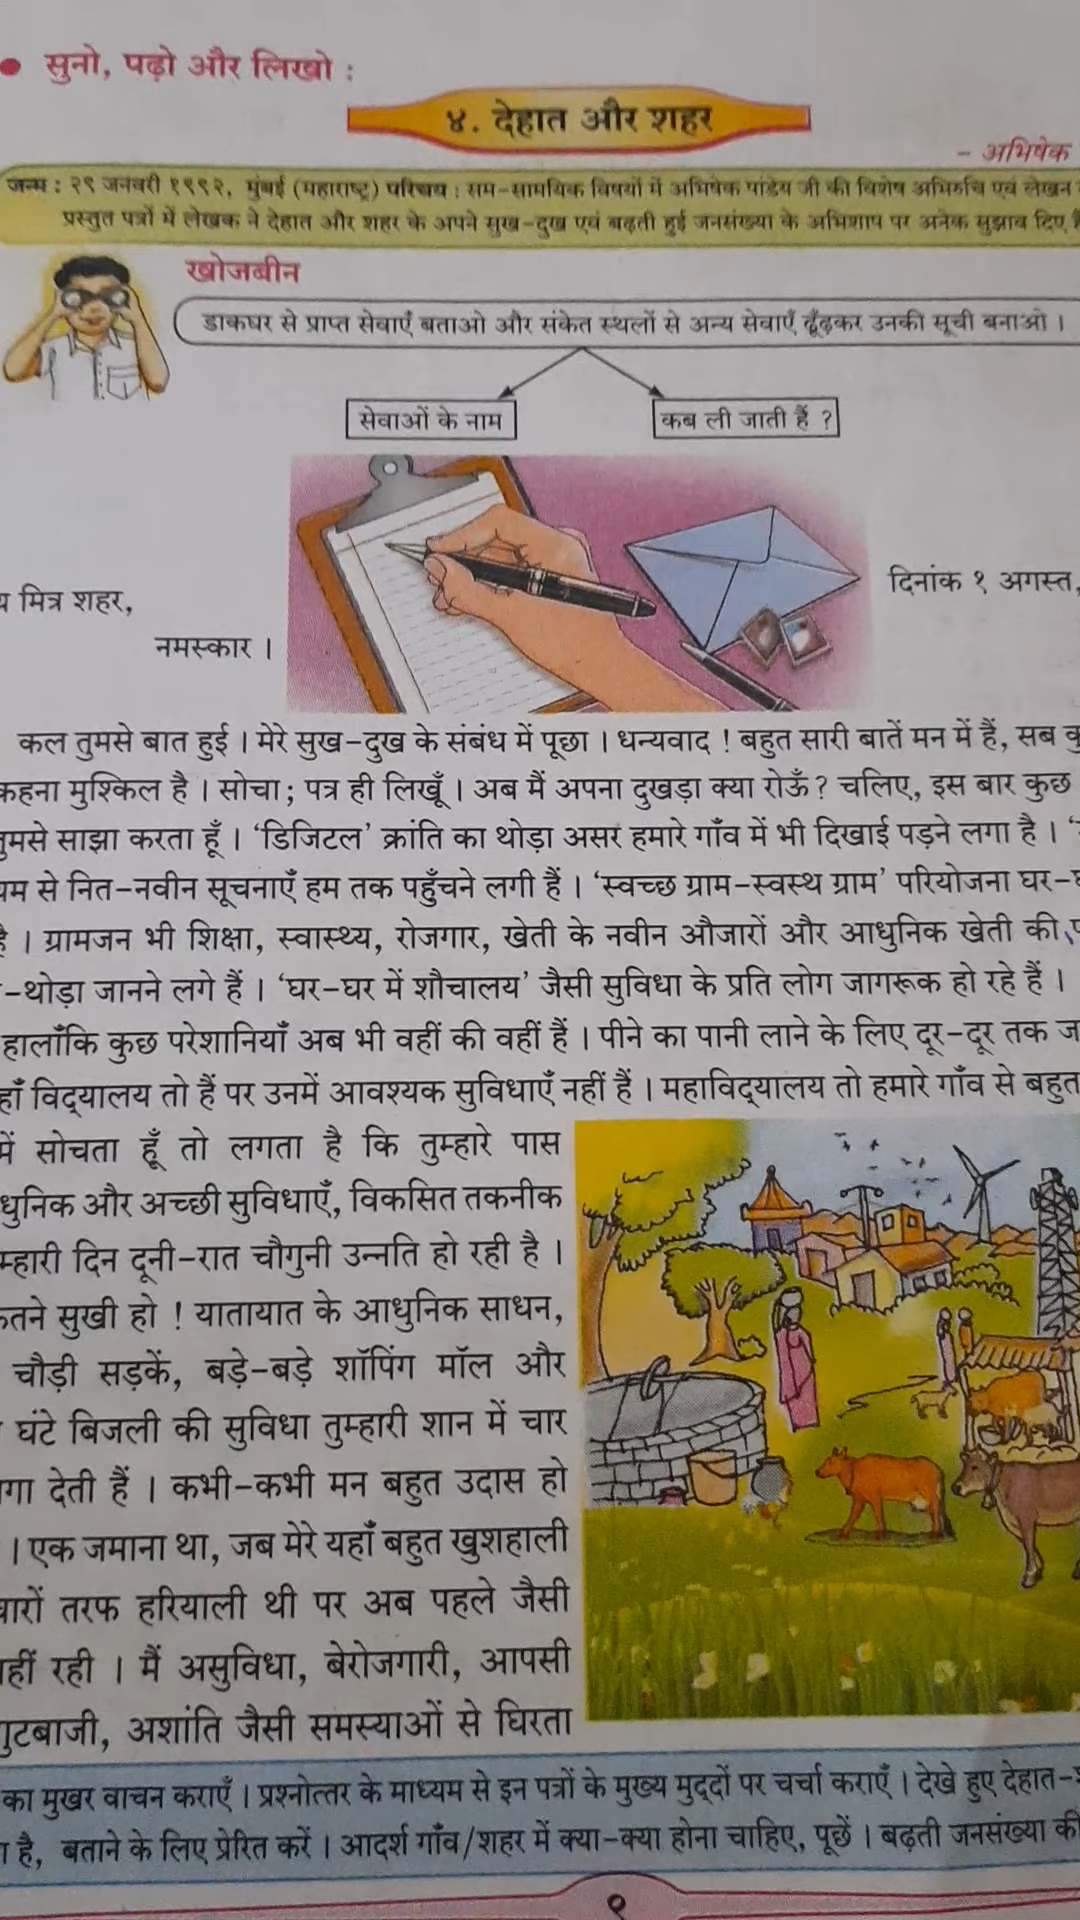 ● सुनो, पढ़ो और लिखो :
४. देहात और शहर
- अभिषेक
जन्म : २९ जनवरी १९९२, मुंबई (महाराष्ट्र) परिचय : सम-सामयिक विषयों में अभिषेक पांडेय जी की विशेष अभिरुचि एवं लेखन
प्रस्तुत पत्रों में लेखक ने देहात और शहर के अपने सुख-दुख एवं बढ़ती हुई जनसंख्या के अभिशाप पर अनेक सुझाव दिए
खोजबीन
डाकघर से प्राप्त सेवाएँ बताओ और संकेत स्थलों से अन्य सेवाएँ ढूँढ़कर उनकी सूची बनाओ ।
सेवाओं के नाम
कब ली जाती हैं ?
दिनांक १ अगस्त,
मित्र शहर,
नमस्कार ।
कल तुमसे बात हुई । मेरे सुख-दुख के संबंध में पूछा । धन्यवाद ! बहुत सारी बातें मन में हैं, सब
कहना मुश्किल है । सोचा; पत्र ही लिखूँ । अब मैं अपना दुखड़ा क्या रोऊँ ? चलिए, इस बार कुछ
तुमसे साझा करता हूँ । ‘डिजिटल’ क्रांति का थोड़ा असर हमारे गाँव में भी दिखाई पड़ने लगा है ।
से नित-नवीन सूचनाएँ हम तक पहुँचने लगी हैं । ‘स्वच्छ ग्राम-स्वस्थ ग्राम’ परियोजना घर-
है । ग्रामजन भी शिक्षा, स्वास्थ्य, रोजगार, खेती के नवीन औजारों और आधुनिक खेती की
-थोड़ा जानने लगे हैं । ‘घर-घर में शौचालय’ जैसी सुविधा के प्रति लोग जागरूक हो रहे हैं ।
हालाँकि कुछ परेशानियाँ अब भी वहीं की वहीं हैं । पीने का पानी लाने के लिए दूर-दूर तक
विद्यालय तो हैं पर उनमें आवश्यक सुविधाएँ नहीं हैं । महाविद्यालय तो हमारे गाँव से बहुत
में सोचता हूँ तो लगता है कि तुम्हारे पास
और अच्छी सुविधाएँ, विकसित तकनीक
दिन दूनी-रात चौगुनी उन्नति हो रही है ।
सुखी हो ! यातायात के आधुनिक साधन,
चौड़ी सड़कें, बड़े-बड़े शॉपिंग मॉल और
घंटे बिजली की सुविधा तुम्हारी शान में चार
देती हैं । कभी-कभी मन बहुत उदास हो
। एक जमाना था, जब मेरे यहाँ बहुत खुशहाली
तरफ हरियाली थी पर अब पहले जैसी
रही । मैं असुविधा, बेरोजगारी, आपसी
गुटबाजी, अशांति जैसी समस्याओं से घिरता
का मुखर वाचन कराएँ । प्रश्नोत्तर के माध्यम से इन पत्रों के मुख्य मुद्दों पर चर्चा कराएँ । देखे हुए देहात-
है, बताने के लिए प्रेरित करें । आदर्श गाँव/शहर में क्या-क्या होना चाहिए, पूछें । बढ़ती जनसंख्या की
९